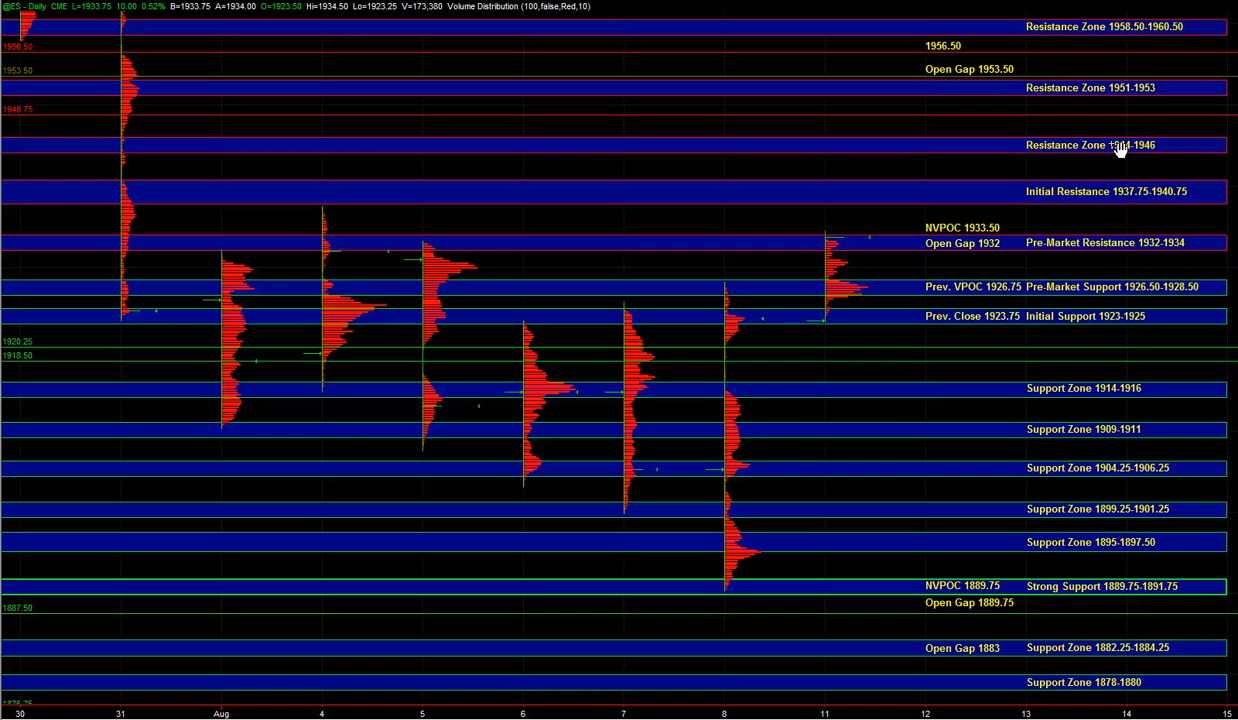 @ES - Daily CME L=1933.75 10.00 0.52% B=1933.75 A=1934.00 O=1923.50 Hi=1934.50 Lo=1923.25 V=173,380 Volume Distribution (100,false,Red,10)
Resistance Zone 1958.50-1960.50
1956.50 1956.50
1953.50 Open Gap 1953.50
Resistance Zone 1951-1953
1948.75
Resistance Zone -1946
Initial Resistance 1937.75-1940.75
NVPOC 1933.50
Open Gap 1932 Pre-Market Resistance 1932-1934
Prev. VPOC 1926.75 Pre-Market Support 1926.50-1928.50
Prev. Close 1923.75 Initial Support 1923-1925
1920.25
1918.50
Support Zone 1914-1916
Support Zone 1909-1911
Support Zone 1904.25-1906.25
Support Zone 1899.25-1901.25
Support Zone 1895-1897.50
NVPOC 1889.75 Strong Support 1889.75-1891.75
Open Gap 1889.75
1887.50
Open Gap 1883 Support Zone 1882.25-1884.25
Support Zone 1878-1880
30 31 Aug 4 5 6 7 8 11 12 13 14 15